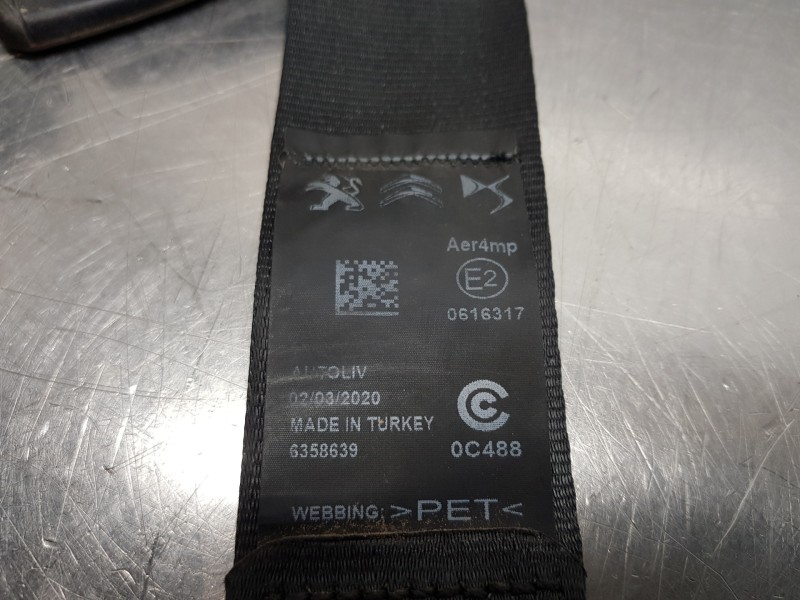 Aer4mp
E2
0616317
AUTOLIV
02/03/2020
MADE IN TURKEY
6358639
C
0C488
WEBBING: >PET<